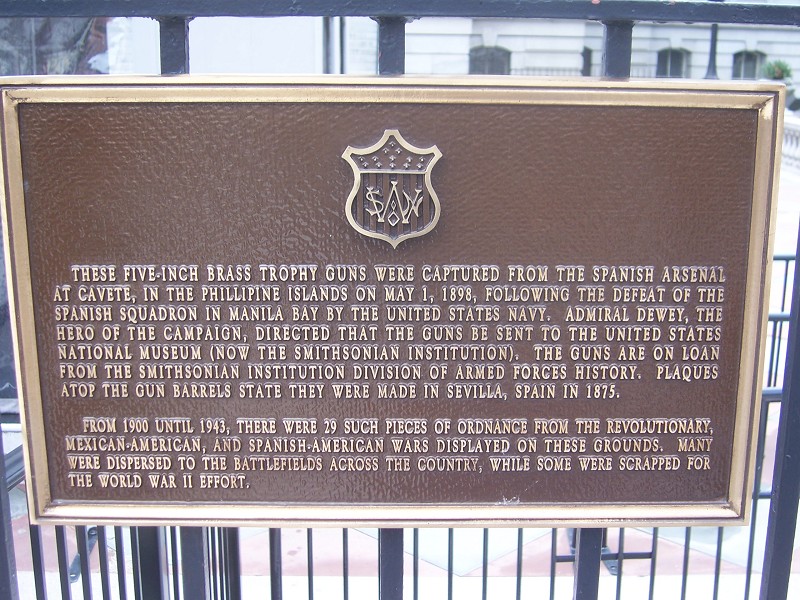 SAW
THESE FIVE-INCH BRASS TROPHY GUNS WERE CAPTURED FROM THE SPANISH ARSENAL
AT CAVETE, IN THE PHILLIPINE ISLANDS ON MAY 1, 1898, FOLLOWING THE DEFEAT OF THE
SPANISH SQUADRON IN MANILA BAY BY THE UNITED STATES NAVY. ADMIRAL DEWEY, THE
HERO OF THE CAMPAIGN, DIRECTED THAT THE GUNS BE SENT TO THE UNITED STATES
NATIONAL MUSEUM (NOW THE SMITHSONIAN INSTITUTION). THE GUNS ARE ON LOAN
FROM THE SMITHSONIAN INSTITUTION DIVISION OF ARMED FORCES HISTORY. PLAQUES
ATOP THE GUN BARRELS STATE THEY WERE MADE IN SEVILLA, SPAIN IN 1875.
FROM 1900 UNTIL 1943, THERE WERE 29 SUCH PIECES OF ORDNANCE FROM THE REVOLUTIONARY,
MEXICAN-AMERICAN, AND SPANISH-AMERICAN WARS DISPLAYED ON THESE GROUNDS. MANY
WERE DISPERSED TO THE BATTLEFIELDS ACROSS THE COUNTRY, WHILE SOME WERE SCRAPPED FOR
THE WORLD WAR II EFFORT.